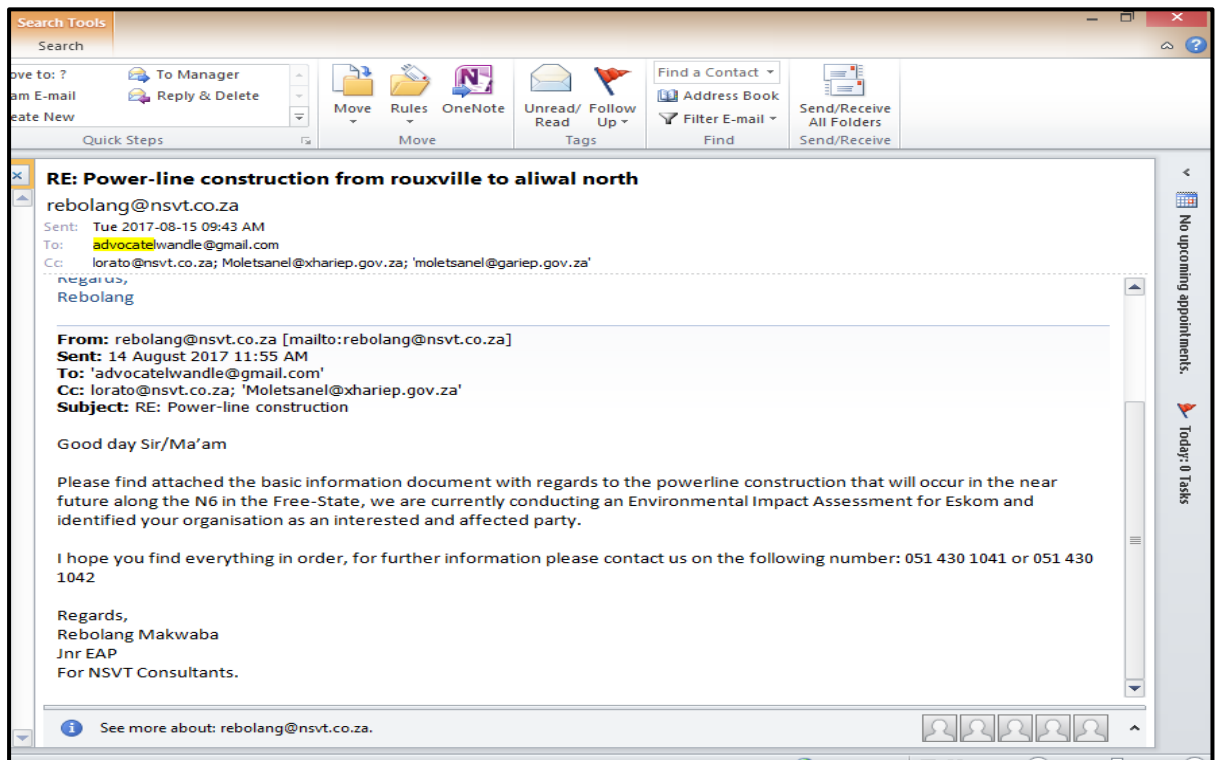 Search Tools
Search
ove to: ?
To Manager
am E-mail
Reply & Delete
eate New
Quick Steps
Move
Rules
OneNote
Move
Unread/ Read
Follow Up
Tags
Find a Contact
Address Book
Filter E-mail
Find
Send/Receive All Folders
Send/Receive
RE: Power-line construction from rouxville to aliwal north
rebolang@nsvt.co.za
Sent: Tue 2017-08-15 09:43 AM
To: advocatelwandle@gmail.com
Cc: lorato@nsvt.co.za; Moletsanel@xhariep.gov.za; 'moletsanel@gariep.gov.za'
Regards,
Rebolang
From: rebolang@nsvt.co.za [mailto:rebolang@nsvt.co.za]
Sent: 14 August 2017 11:55 AM
To: 'advocatelwandle@gmail.com'
Cc: lorato@nsvt.co.za; 'Moletsanel@xhariep.gov.za'
Subject: RE: Power-line construction
Good day Sir/Ma'am
Please find attached the basic information document with regards to the powerline construction that will occur in the near
future along the N6 in the Free-State, we are currently conducting an Environmental Impact Assessment for Eskom and
identified your organisation as an interested and affected party.
I hope you find everything in order, for further information please contact us on the following number: 051 430 1041 or 051 430
1042
Regards,
Rebolang Makwaba
Jnr EAP
For NSVT Consultants.
See more about: rebolang@nsvt.co.za.
No upcoming appointments.
Today: 0 Tasks